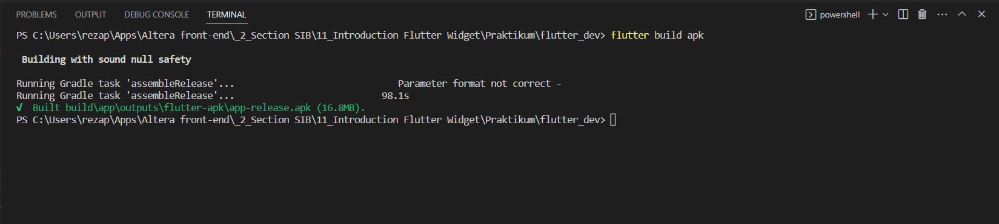 PROBLEMS OUTPUT DEBUG CONSOLE TERMINAL powershell
PS C:\Users\rezap\Apps\Altera front-end\_2_Section SIB\11_Introduction Flutter Widget\Praktikum\flutter_dev> flutter build apk
Building with sound null safety
Running Gradle task 'assembleRelease'... Parameter format not correct -
Running Gradle task 'assembleRelease'... 98.1s
√ Built build\app\outputs\flutter-apk\app-release.apk (16.8MB).
PS C:\Users\rezap\Apps\Altera front-end\_2_Section SIB\11_Introduction Flutter Widget\Praktikum\flutter_dev>